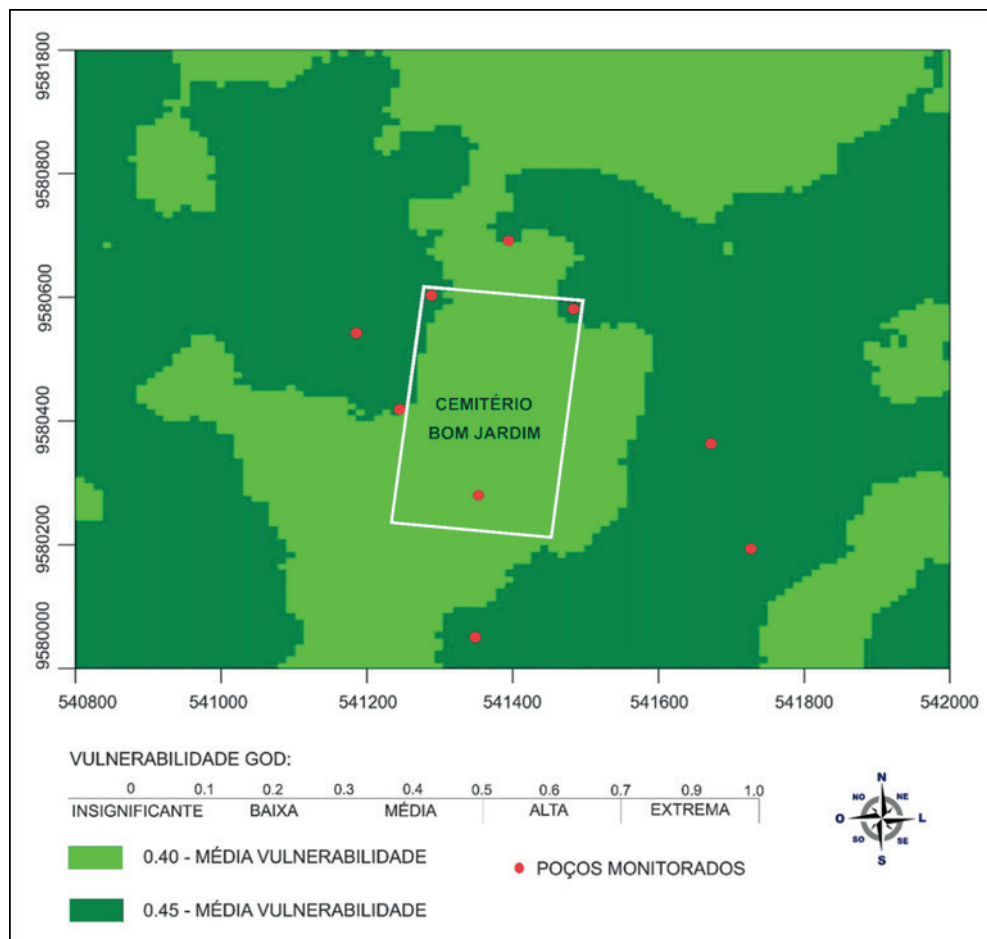 9581800
9580800
9580600
9580400
9580200
9580000
CEMITÉRIO
BOM JARDIM
540800 541000 541200 541400 541600 541800 542000
VULNERABILIDADE GOD:
0 0.1 0.2 0.3 0.4 0.5 0.6 0.7 0.9 1.0
INSIGNIFICANTE BAIXA MÉDIA ALTA EXTREMA
0.40 - MÉDIA VULNERABILIDADE
POÇOS MONITORADOS
0.45 - MÉDIA VULNERABILIDADE
N
NO NE
O L
SO SE
S